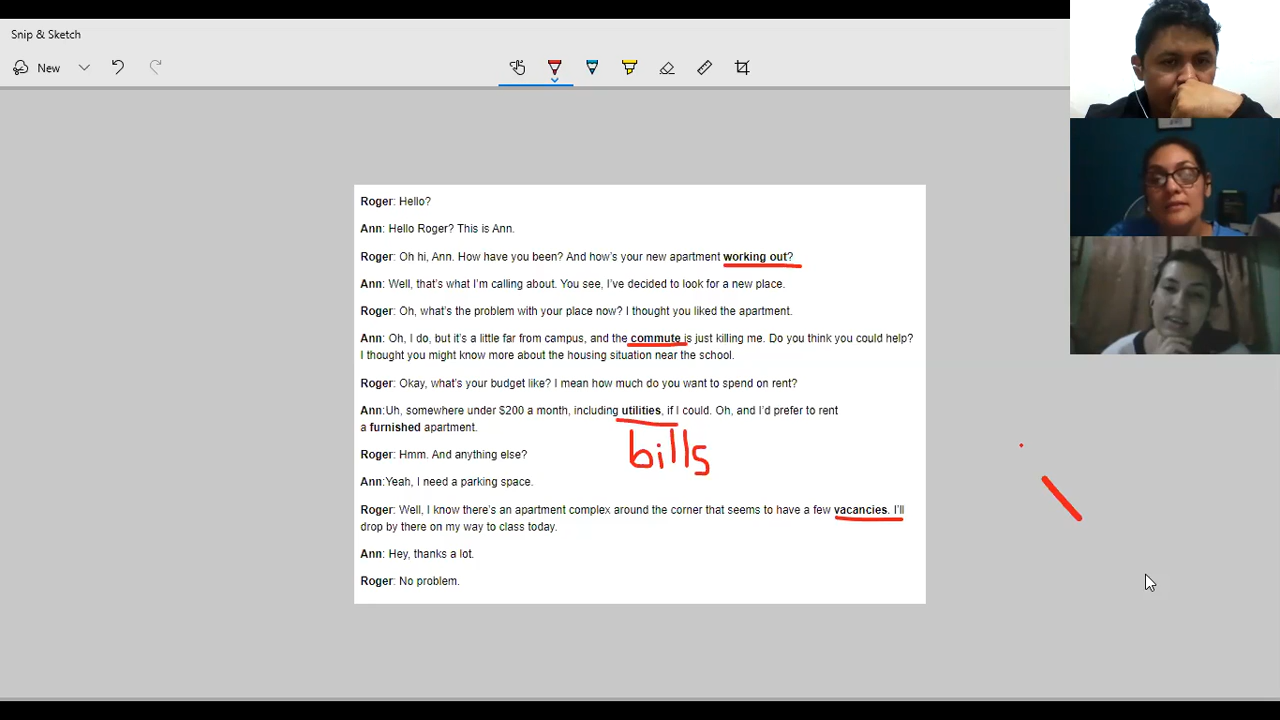 Snip & Sketch
New
Roger: Hello?
Ann: Hello Roger? This is Ann.
Roger: Oh hi, Ann. How have you been? And how's your new apartment working out?
Ann: Well, that's what I'm calling about. You see, I've decided to look for a new place.
Roger: Oh, what's the problem with your place now? I thought you liked the apartment.
Ann: Oh, I do, but it's a little far from campus, and the commute is just killing me. Do you think you could help?
I thought you might know more about the housing situation near the school.
Roger: Okay, what's your budget like? I mean how much do you want to spend on rent?
Ann:Uh, somewhere under $200 a month, including utilities, if I could. Oh, and I'd prefer to rent
a furnished apartment.
bills
Roger: Hmm. And anything else?
Ann:Yeah, I need a parking space.
Roger: Well, I know there's an apartment complex around the corner that seems to have a few vacancies. I'll
drop by there on my way to class today.
Ann: Hey, thanks a lot.
Roger: No problem.